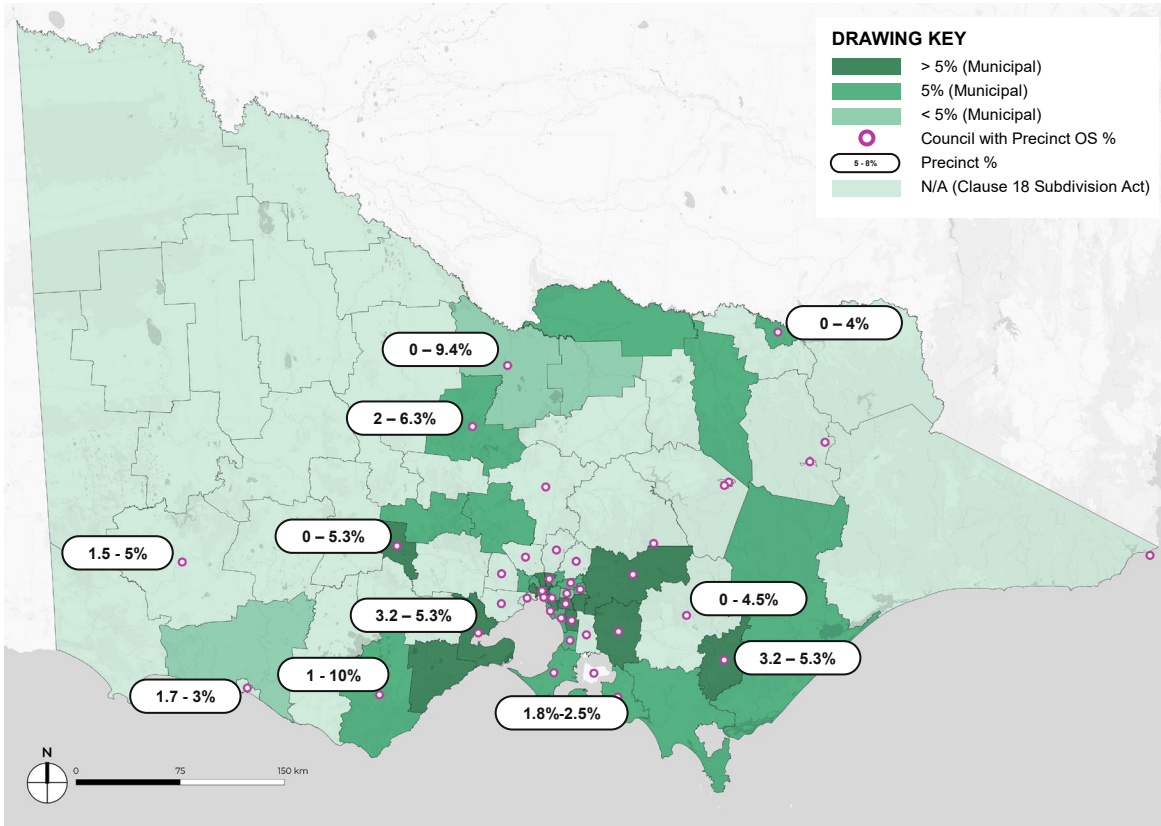 DRAWING KEY
> 5% (Municipal)
5% (Municipal)
< 5% (Municipal)
Council with Precinct OS %
5 - 8%
Precinct %
N/A (Clause 18 Subdivision Act)
0 – 4%
0 – 9.4%
2 – 6.3%
0 – 5.3%
1.5 - 5%
0 - 4.5%
3.2 – 5.3%
3.2 – 5.3%
1 - 10%
1.7 - 3%
1.8%-2.5%
N
0
75
150 km